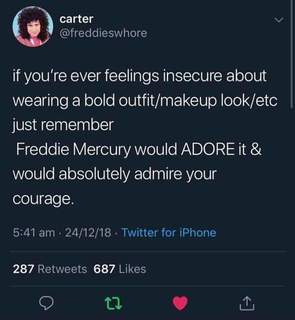 carter
@freddieswhore
if you're ever feelings insecure about
wearing a bold outfit/makeup look/etc
just remember
Freddie Mercury would ADORE it &
would absolutely admire your
courage.
5:41 am · 24/12/18 · Twitter for iPhone
287 Retweets 687 Likes